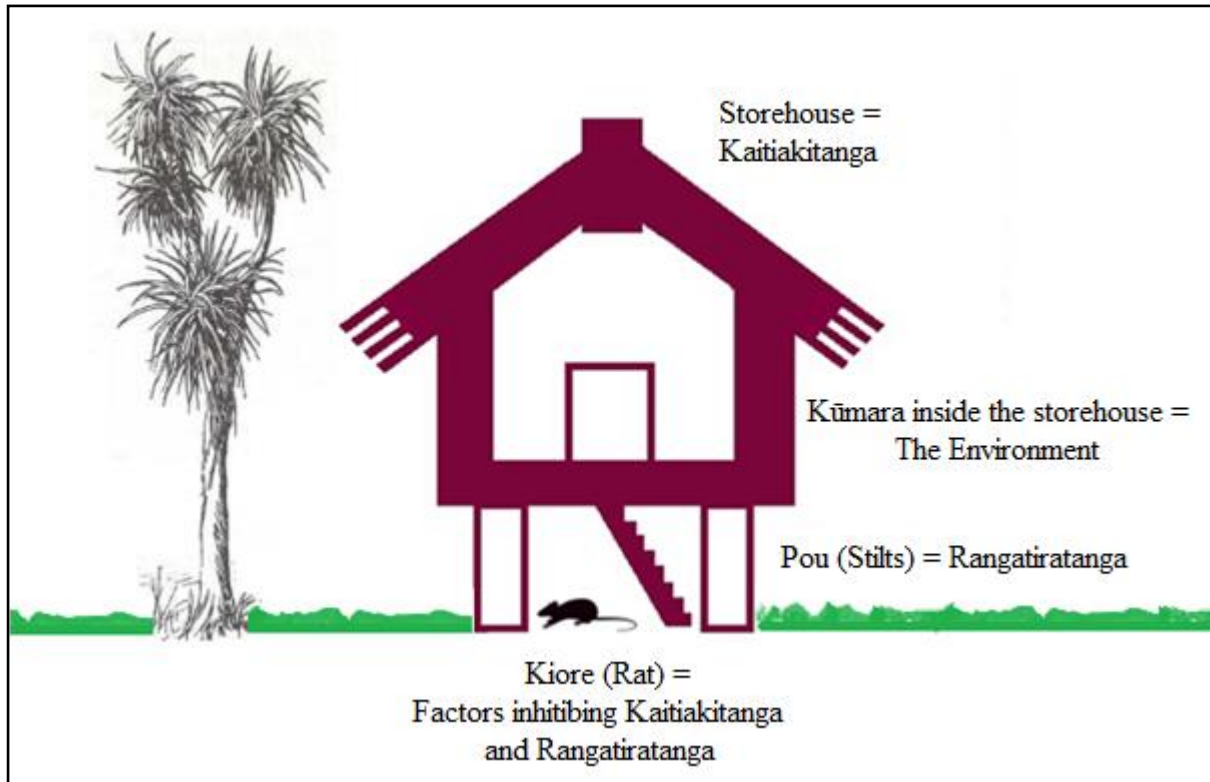 Storehouse =
Kaitiakitanga
Kūmara inside the storehouse =
The Environment
Pou (Stilts) = Rangatiratanga
Kiore (Rat) =
Factors inhitibing Kaitiakitanga
and Rangatiratanga